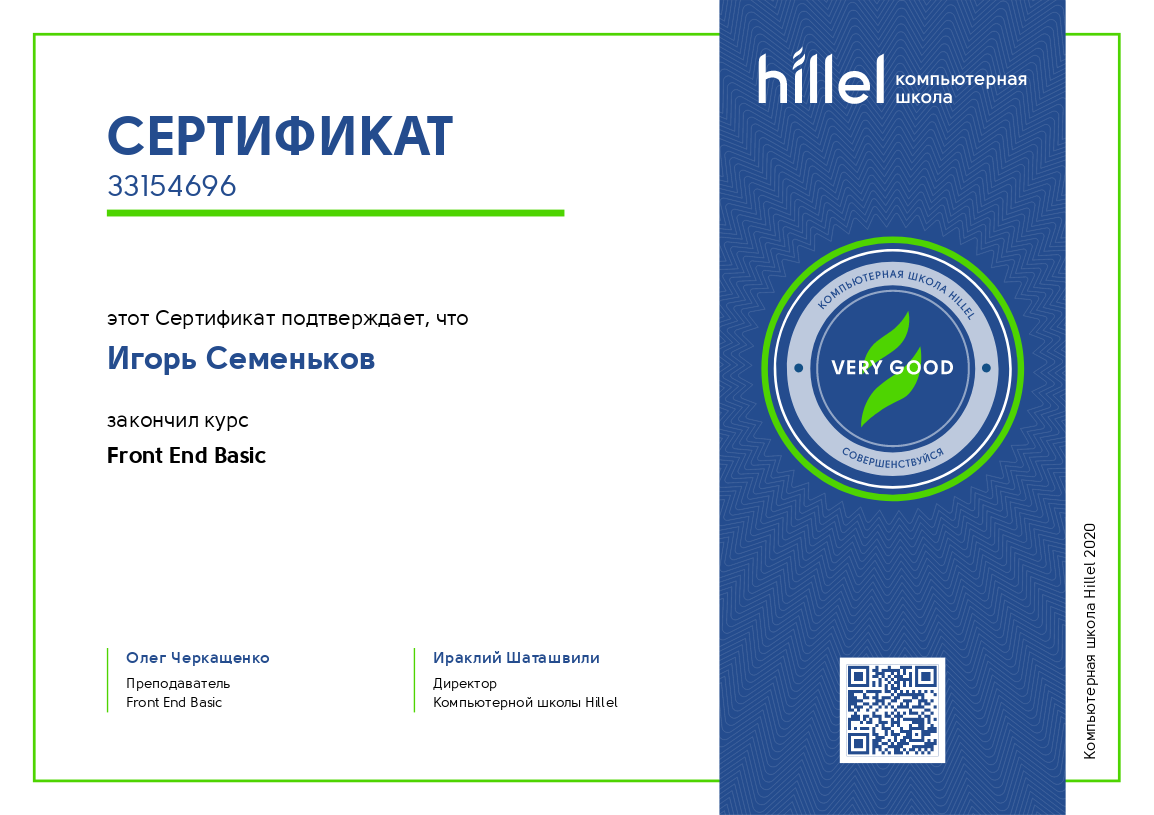 СЕРТИФИКАТ
33154696
этот Сертификат подтверждает, что
Игорь Семеньков
закончил курс
Front End Basic
Олег Черкащенко
Преподаватель
Front End Basic
Ираклий Шаташвили
Директор
Компьютерной школы Hillel
hillel компьютерная
школа
КОМПЬЮТЕРНАЯ ШКОЛА HILLEL
VERY GOOD
СОВЕРШЕНСТВУЙСЯ
Компьютерная школа Hillel 2020